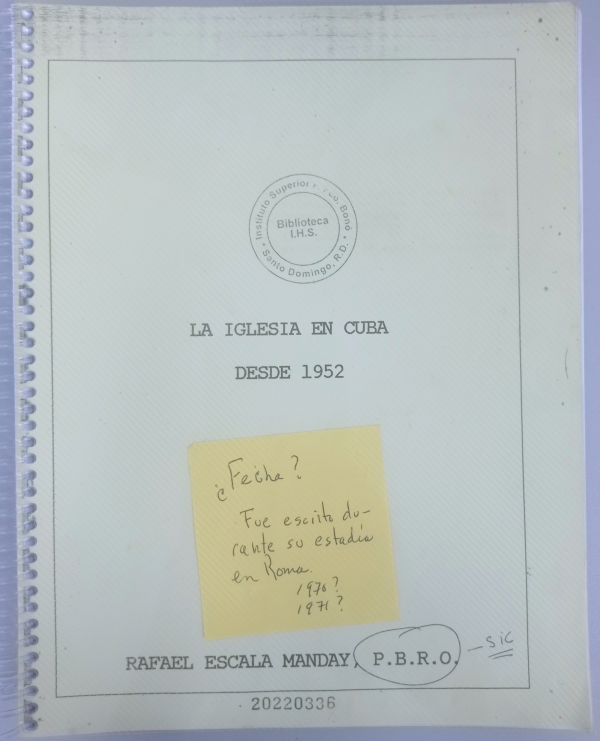 Instituto Superior P. Fco. Bonó
Biblioteca
I.H.S.
• Santo Domingo, R.D. •
LA IGLESIA EN CUBA
DESDE 1952
¿Fecha?
Fue escrito du-
rante su estadía
en Roma.
1970?
1971?
RAFAEL ESCALA MANDAY, P.B.R.O. - sic
20220336